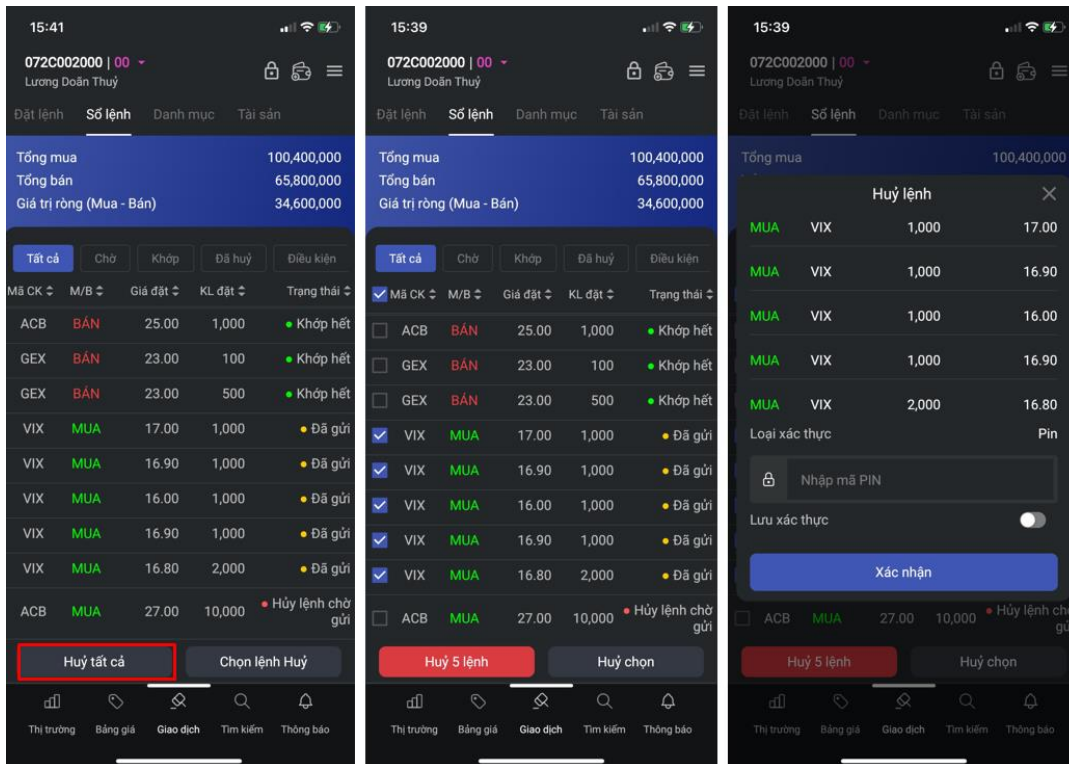 15:41
072C002000 | 00
Lương Doãn Thuỷ
Đặt lệnh Sổ lệnh Danh mục Tài sản
Tổng mua 100,400,000
Tổng bán 65,800,000
Giá trị ròng (Mua - Bán) 34,600,000
Tất cả Chờ Khớp Đã huỷ Điều kiện
Mã CK M/B Giá đặt KL đặt Trạng thái
ACB BÁN 25.00 1,000 Khớp hết
GEX BÁN 23.00 100 Khớp hết
GEX BÁN 23.00 500 Khớp hết
VIX MUA 17.00 1,000 Đã gửi
VIX MUA 16.90 1,000 Đã gửi
VIX MUA 16.00 1,000 Đã gửi
VIX MUA 16.90 1,000 Đã gửi
VIX MUA 16.80 2,000 Đã gửi
ACB MUA 27.00 10,000 Hủy lệnh chờ
gửi
Huỷ tất cả Chọn lệnh Huỷ
Thị trường Bảng giá Giao dịch Tìm kiếm Thông báo
15:39
072C002000 | 00
Lương Doãn Thuỷ
Đặt lệnh Sổ lệnh Danh mục Tài sản
Tổng mua 100,400,000
Tổng bán 65,800,000
Giá trị ròng (Mua - Bán) 34,600,000
Tất cả Chờ Khớp Đã huỷ Điều kiện
Mã CK M/B Giá đặt KL đặt Trạng thái
ACB BÁN 25.00 1,000 Khớp hết
GEX BÁN 23.00 100 Khớp hết
GEX BÁN 23.00 500 Khớp hết
VIX MUA 17.00 1,000 Đã gửi
VIX MUA 16.90 1,000 Đã gửi
VIX MUA 16.00 1,000 Đã gửi
VIX MUA 16.90 1,000 Đã gửi
VIX MUA 16.80 2,000 Đã gửi
ACB MUA 27.00 10,000 Hủy lệnh chờ
gửi
Huỷ 5 lệnh Huỷ chọn
Thị trường Bảng giá Giao dịch Tìm kiếm Thông báo
15:39
072C002000 | 00
Lương Doãn Thuỷ
Đặt lệnh Sổ lệnh Danh mục Tài sản
Tổng mua 100,400,000
Huỷ lệnh
MUA VIX 1,000 17.00
MUA VIX 1,000 16.90
MUA VIX 1,000 16.00
MUA VIX 1,000 16.90
MUA VIX 2,000 16.80
Loại xác thực Pin
Nhập mã PIN
Lưu xác thực
Xác nhận
ACB MUA 27.00 10,000 Hủy lệnh ch
gử
Huỷ 5 lệnh Huỷ chọn
Thị trường Bảng giá Giao dịch Tìm kiếm Thông báo